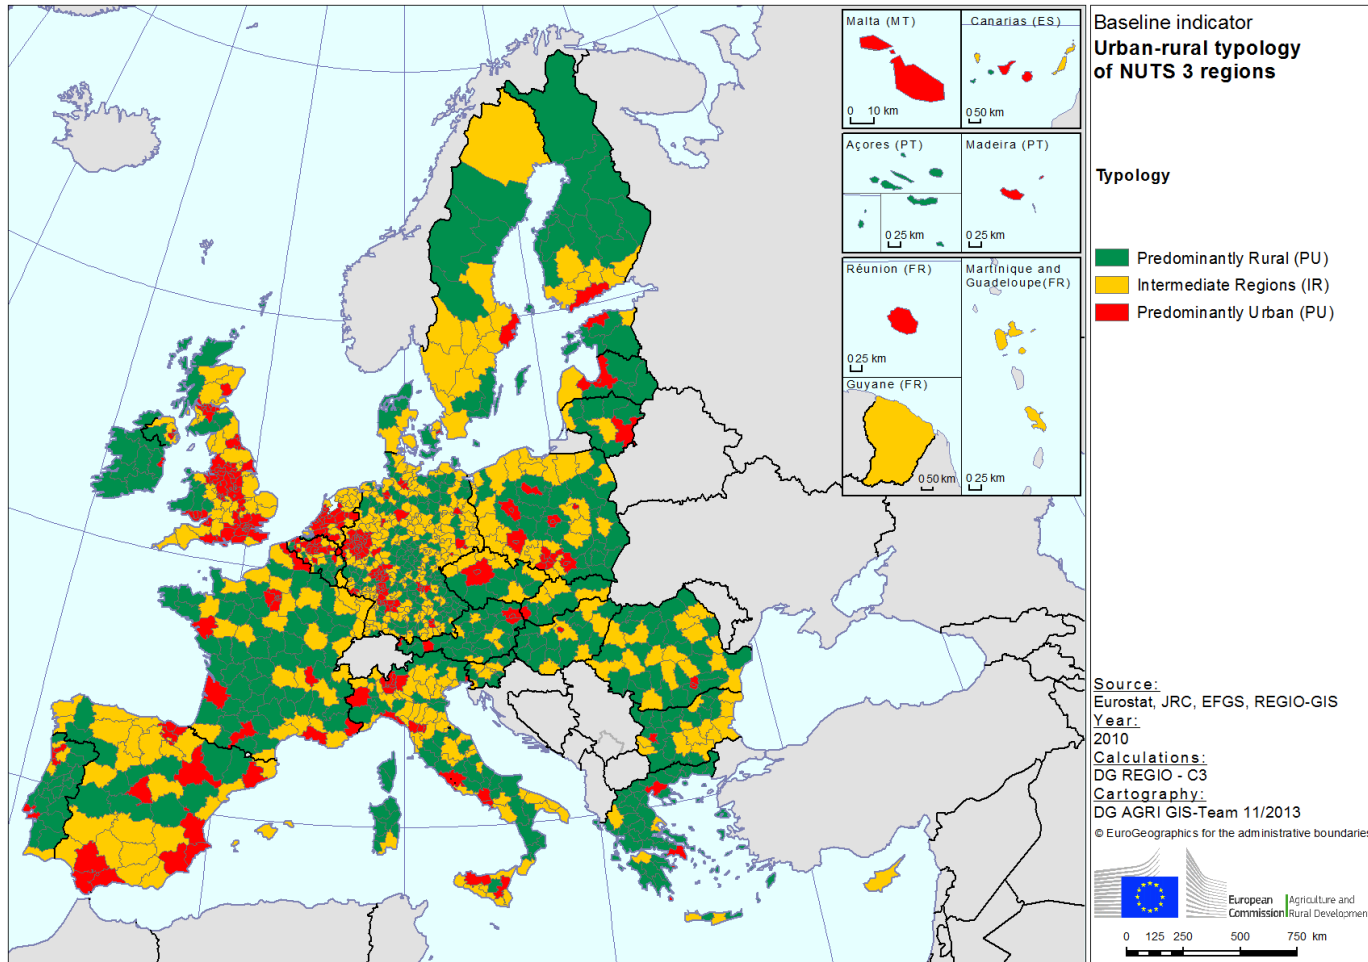 Baseline indicator
Urban-rural typology
of NUTS 3 regions
Typology
Predominantly Rural (PU)
Intermediate Regions (IR)
Predominantly Urban (PU)
Malta (MT)
0 10 km
Canarias (ES)
0 50 km
Açores (PT)
0 25 km
Madeira (PT)
0 25 km
Réunion (FR)
0 25 km
Martinique and
Guadeloupe(FR)
0 25 km
Guyane (FR)
0 50 km
Source:
Eurostat, JRC, EFGS, REGIO-GIS
Year:
2010
Calculations:
DG REGIO - C3
Cartography:
DG AGRI GIS-Team 11/2013
© EuroGeographics for the administrative boundaries
European
Commission
Agriculture and
Rural Developmen
0 125 250 500 750 km